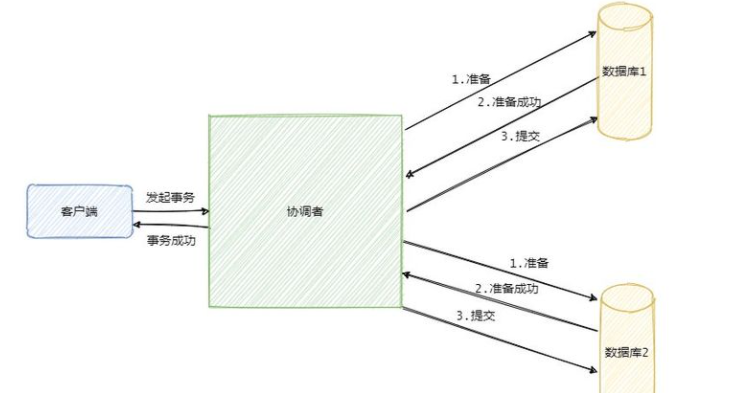 数据库1
1.准备
2.准备成功
3.提交
客户端
发起事务
事务成功
协调者
1.准备
2.准备成功
3.提交
数据库2